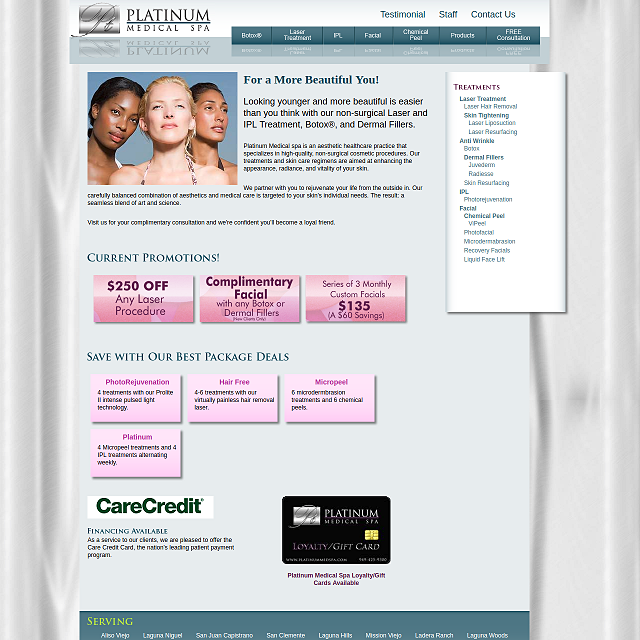 PLATINUM
MEDICAL SPA
Testimonial Staff Contact Us
Botox®
Laser
Treatment
IPL
Facial
Chemical
Peel
Products
FREE
Consultation
For a More Beautiful You!
Looking younger and more beautiful is easier
than you think with our non-surgical Laser and
IPL Treatment, Botox®, and Dermal Fillers.
Platinum Medical spa is an aesthetic healthcare practice that
specializes in high-quality, non-surgical cosmetic procedures. Our
treatments and skin care regimens are aimed at enhancing the
appearance, radiance, and vitality of your skin.
We partner with you to rejuvenate your life from the outside in. Our
carefully balanced combination of aesthetics and medical care is targeted to your skin's individual needs. The result: a
seamless blend of art and science.
Visit us for your complimentary consultation and we're confident you'll become a loyal friend.
Treatments
Laser Treatment
Laser Hair Removal
Skin Tightening
Laser Liposuction
Laser Resurfacing
Anti Wrinkle
Botox
Dermal Fillers
Juvederm
Radiesse
Skin Resurfacing
IPL
Photorejuvenation
Facial
Chemical Peel
ViPeel
Photofacial
Microdermabrasion
Recovery Facials
Liquid Face Lift
Current Promotions!
$250 OFF
Any Laser
Procedure
Complimentary
Facial
with any Botox or
Dermal Fillers
(New Clients Only)
Series of 3 Monthly
Custom Facials
$135
(A $60 Savings)
Save with Our Best Package Deals
PhotoRejuvenation
4 treatments with our Prolite
II intense pulsed light
technology.
Hair Free
4-6 treatments with our
virtually painless hair removal
laser.
Micropeel
6 microdermbrasion
treatments and 6 chemical
peels.
Platinum
4 Micropeel treatments and 4
IPL treatments alternating
weekly.
CareCredit®
Financing Available
As a service to our clients, we are pleased to offer the
Care Credit Card, the nation's leading patient payment
program.
PLATINUM
MEDICAL SPA
Loyalty/Gift Card
Platinum Medical Spa Loyalty/Gift
Cards Available
Serving
Aliso Viejo Laguna Niguel San Juan Capistrano San Clemente Laguna Hills Mission Viejo Ladera Ranch Laguna Woods